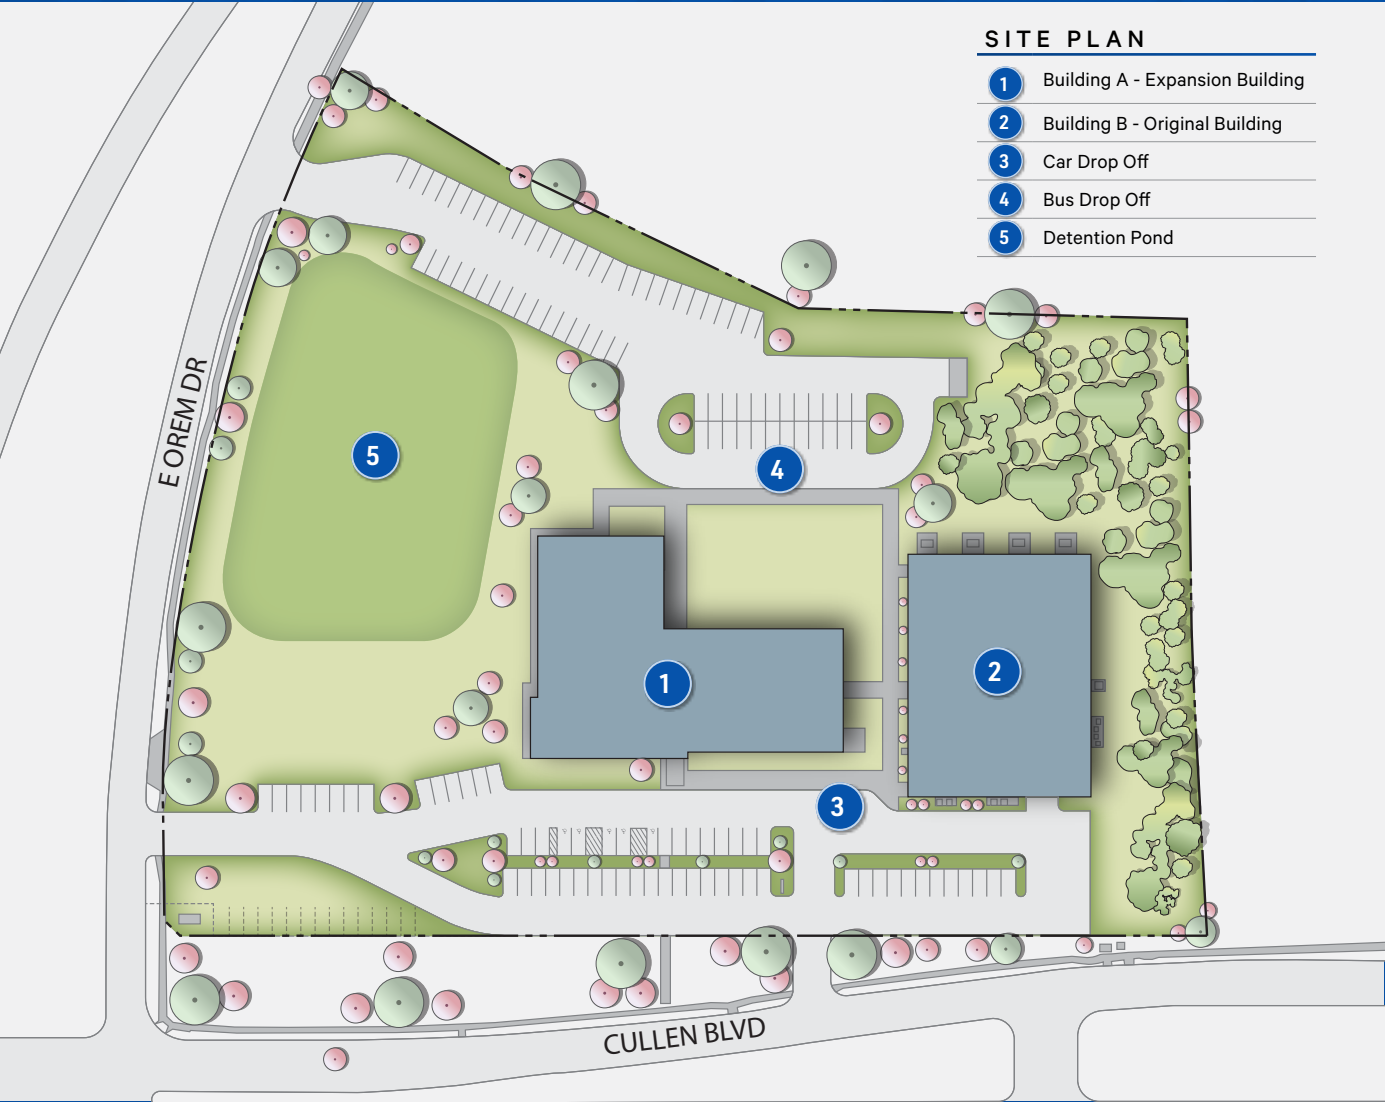 SITE PLAN
1 Building A - Expansion Building
2 Building B - Original Building
3 Car Drop Off
4 Bus Drop Off
5 Detention Pond
E OREM DR
5
4
1
2
3
CULLEN BLVD